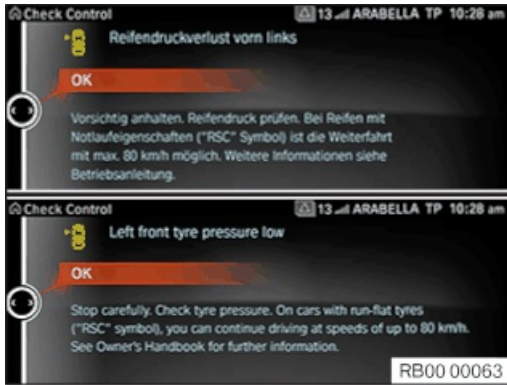 Check Control 13 ARABELLA TP 10:28 am
Reifendruckverlust vorn links
OK
Vorsichtig anhalten. Reifendruck prüfen. Bei Reifen mit
Notlaufeigenschaften ("RSC" Symbol) ist die Weiterfahrt
mit max. 80 km/h möglich. Weitere Informationen siehe
Betriebsanleitung.
Check Control 13 ARABELLA TP 10:28 am
Left front tyre pressure low
OK
Stop carefully. Check tyre pressure. On cars with run-flat tyres
("RSC" symbol), you can continue driving at speeds of up to 80 km/h.
See Owner's Handbook for further information.
RB00 00063